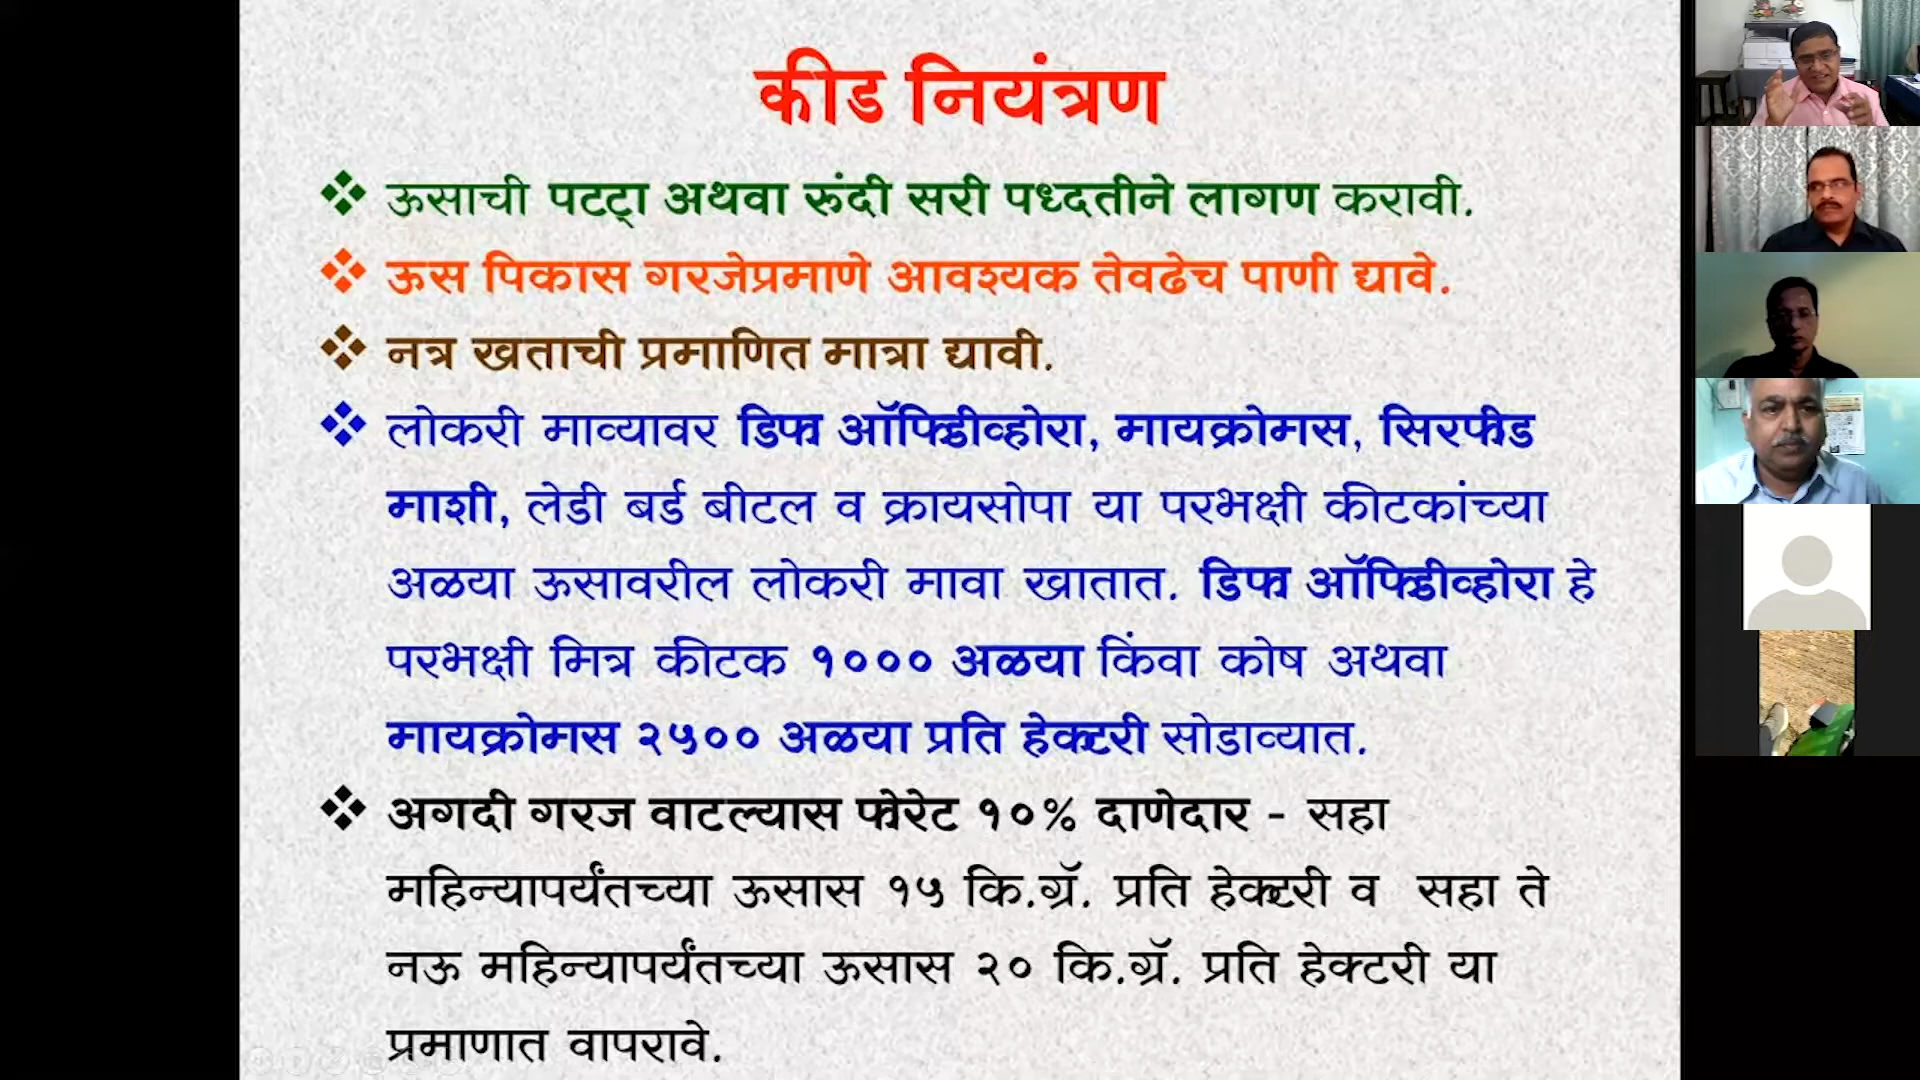 कीड नियंत्रण
ऊसाची पटट्ा अथवा रुंदी सरी पध्दतीने लागण करावी.
ऊस पिकास गरजेप्रमाणे आवश्यक तेवढेच पाणी द्यावे.
नत्र खताची प्रमाणित मात्रा द्यावी.
लोकरी माव्यावर डिफा ऑफिडीव्होरा, मायक्रोमस, सिरफीड
माशी, लेडी बर्ड बीटल व क्रायसोपा या परभक्षी कीटकांच्या
अळया ऊसावरील लोकरी मावा खातात. डिफा ऑफिडीव्होरा हे
परभक्षी मित्र कीटक १००० अळया किंवा कोष अथवा
मायक्रोमस २५०० अळया प्रति हेक्टरी सोडाव्यात.
अगदी गरज वाटल्यास फोरेट १०% दाणेदार - सहा
महिन्यापर्यंतच्या ऊसास १५ कि.ग्रॅ. प्रति हेक्टरी व सहा ते
नऊ महिन्यापर्यंतच्या ऊसास २० कि.ग्रॅ. प्रति हेक्टरी या
प्रमाणात वापरावे.